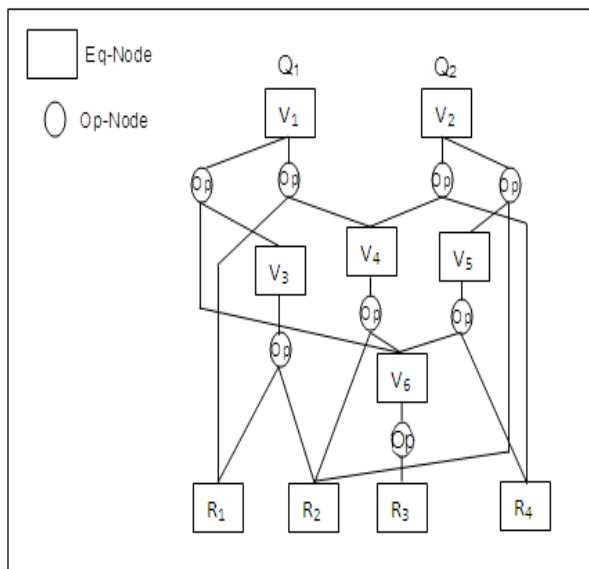 Eq-Node
Q₁ Q₂
Op-Node
V₁ V₂
Op Op Op Op
V₃ V₄ V₅
Op Op
Op
V₆
Op
R₁ R₂ R₃ R₄